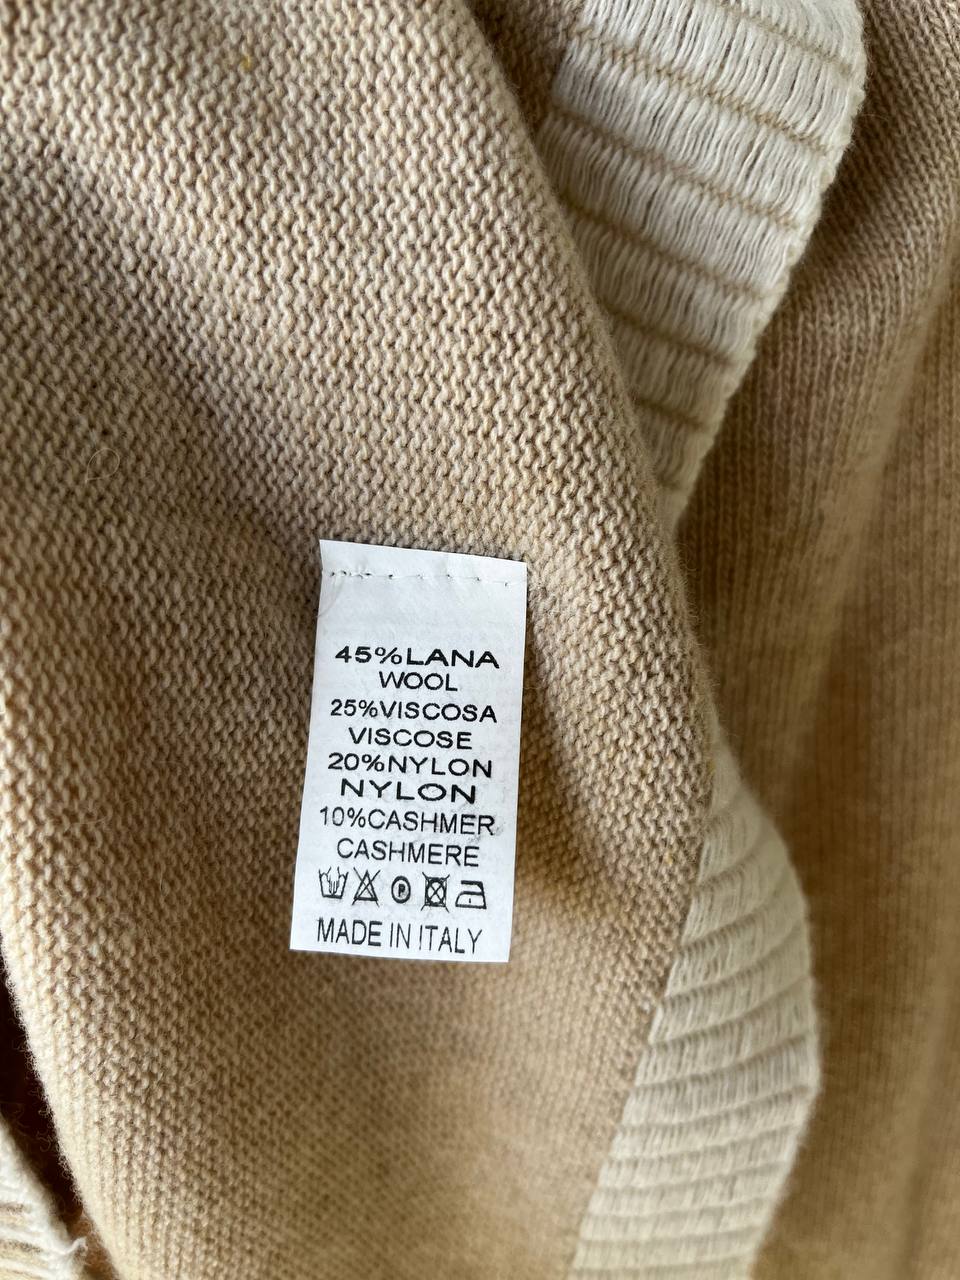 45%LANA
WOOL
25%VISCOSA
VISCOSE
20%NYLON
NYLON
10%CASHMER
CASHMERE
P
MADE IN ITALY